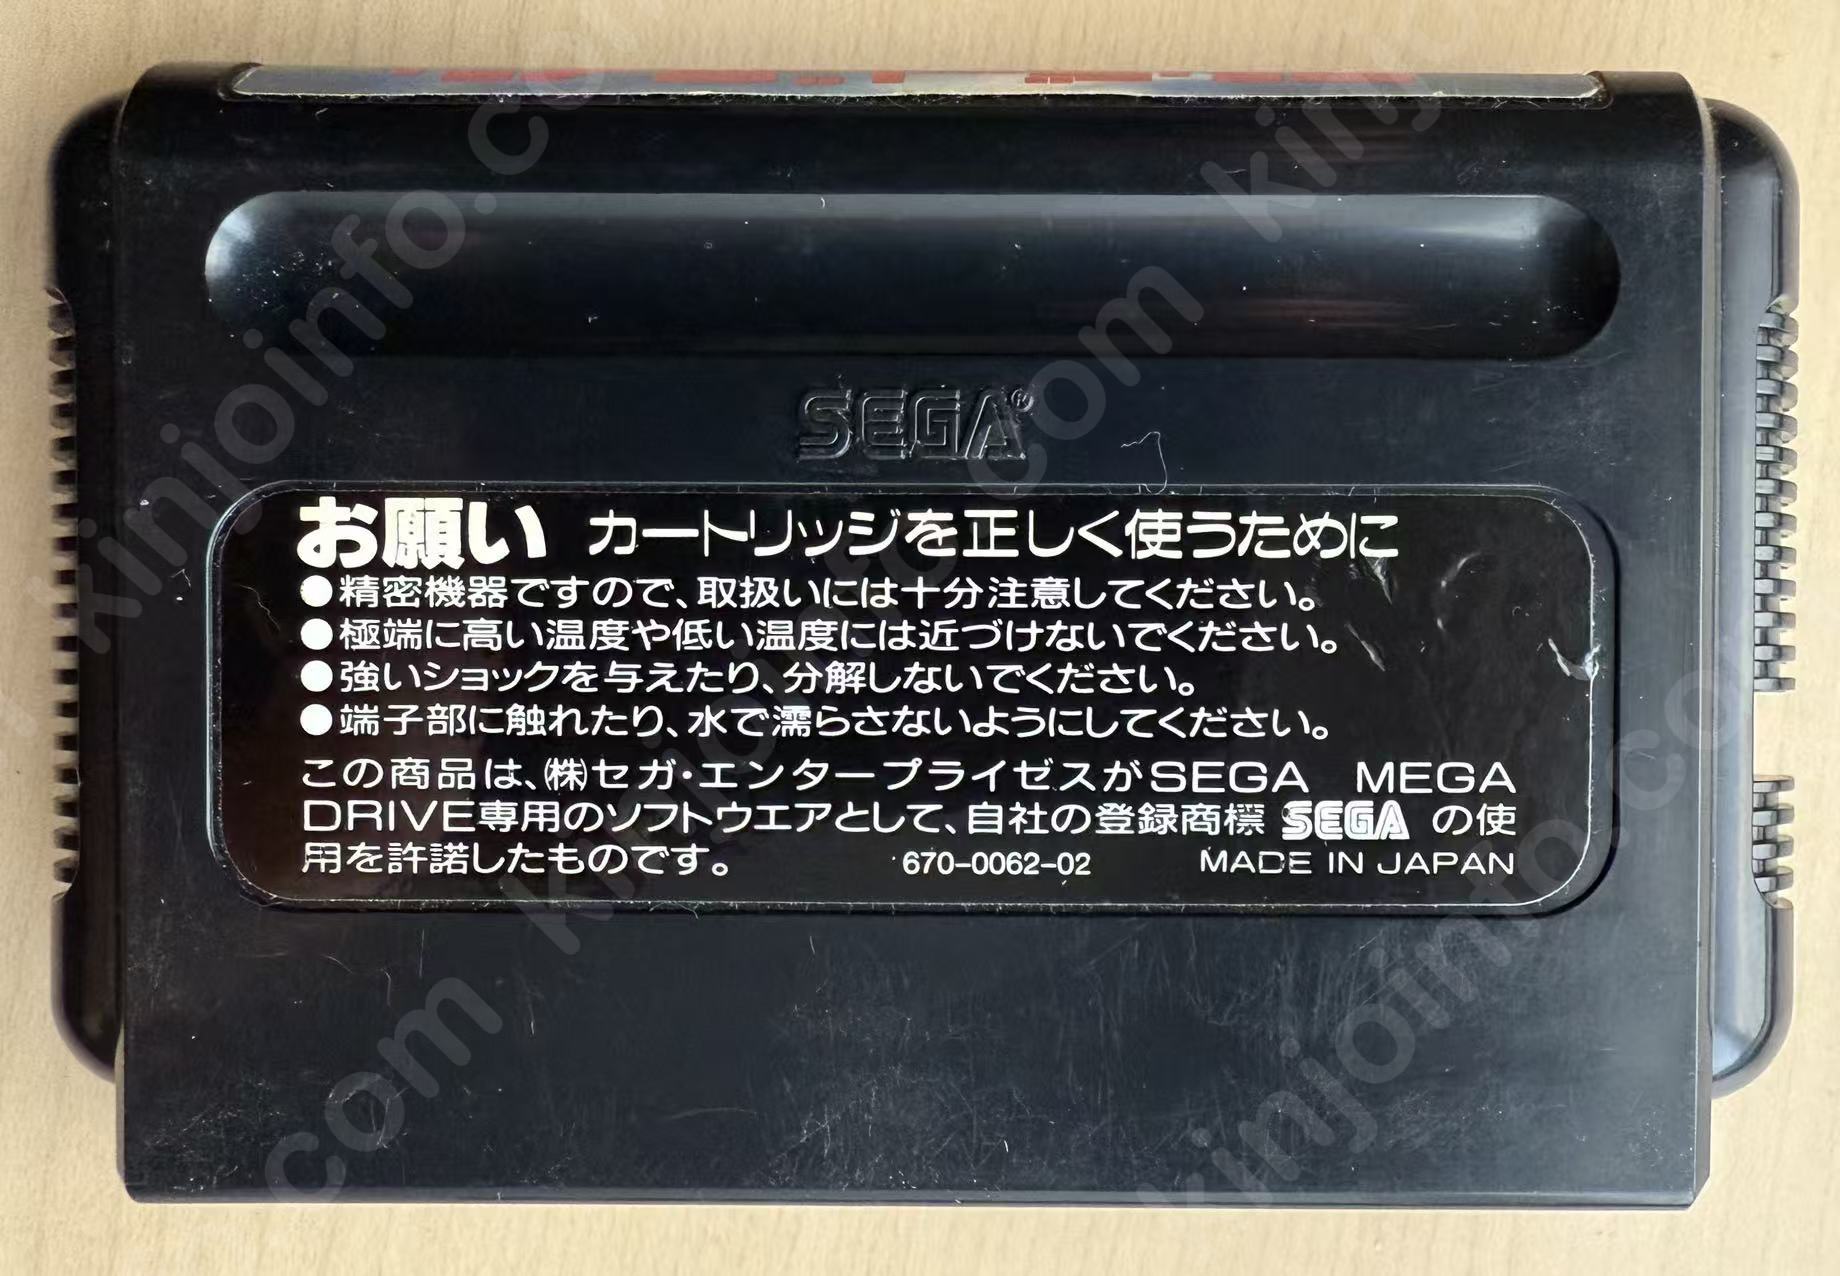 SEGA®
お願い カートリッジを正しく使うために
●精密機器ですので、取扱いには十分注意してください。
●極端に高い温度や低い温度には近づけないでください。
●強いショックを与えたり、分解しないでください。
●端子部に触れたり、水で濡らさないようにしてください。
この商品は、㈱セガ・エンタープライゼスがSEGA MEGA
DRIVE専用のソフトウエアとして、自社の登録商標 SEGA の使
用を許諾したものです。 670-0062-02 MADE IN JAPAN
kinjoinfo.com
kinjoinfo.com
kinjoinfo.com
kinjoinfo.com